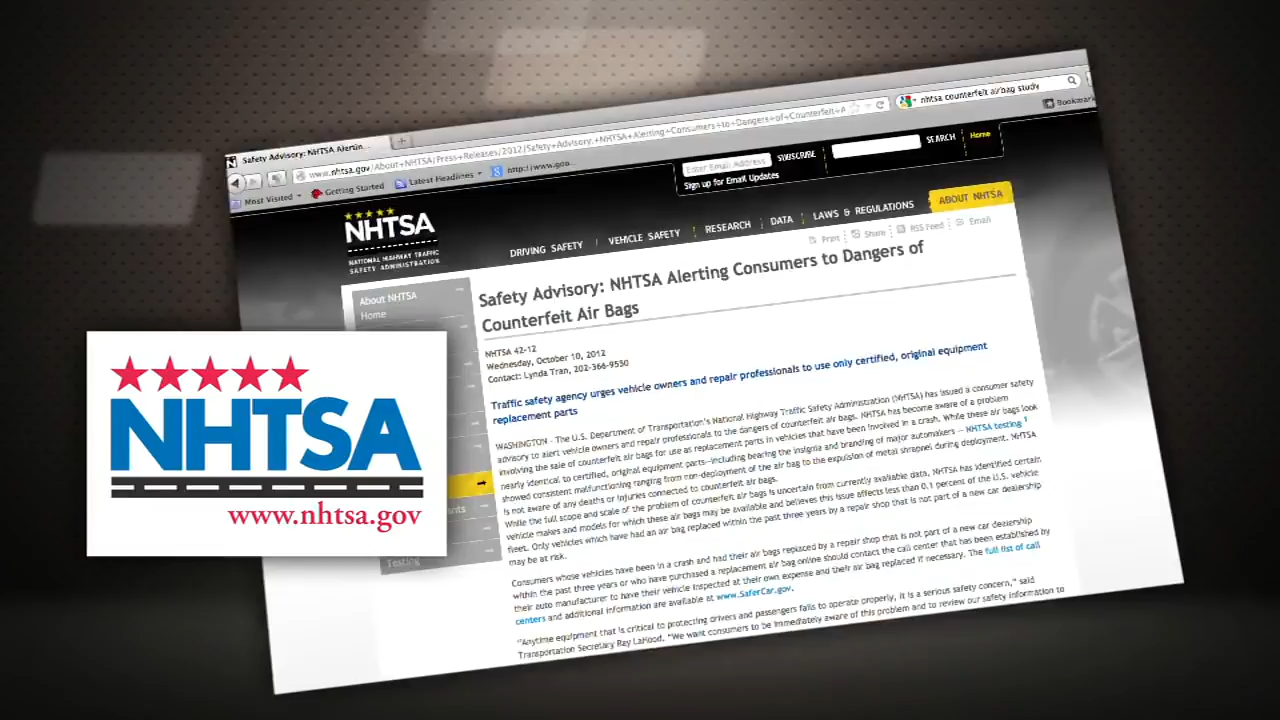 Safety Advisory: NHTSA Alertin...
www.nhtsa.gov/About+NHTSA/Press+Releases/2012/Safety+Advisory:+NHTSA+Alerting+Consumers+to+Dangers+of+Counterfeit+A
nhtsa counterfeit airbag study
Most Visited
Getting Started
Latest Headlines
http://www.goo...
Bookmark
NHTSA
NATIONAL HIGHWAY TRAFFIC
SAFETY ADMINISTRATION
Enter Email Address
SUBSCRIBE
Sign up for Email Updates
SEARCH
Home
DRIVING SAFETY
VEHICLE SAFETY
RESEARCH
DATA
LAWS & REGULATIONS
ABOUT NHTSA
Print
Share
RSS Feed
Email
About NHTSA
Home
Testing
Safety Advisory: NHTSA Alerting Consumers to Dangers of
Counterfeit Air Bags
NHTSA 42-12
Wednesday, October 10, 2012
Contact: Lynda Tran, 202-366-9550
Traffic safety agency urges vehicle owners and repair professionals to use only certified, original equipment
replacement parts
WASHINGTON - The U.S. Department of Transportation's National Highway Traffic Safety Administration (NHTSA) has issued a consumer safety
advisory to alert vehicle owners and repair professionals to the dangers of counterfeit air bags. NHTSA has become aware of a problem
involving the sale of counterfeit air bags for use as replacement parts in vehicles that have been involved in a crash. While these air bags look
nearly identical to certified, original equipment parts—including bearing the insignia and branding of major automakers — NHTSA testing 1
showed consistent malfunctioning ranging from non-deployment of the air bag to the expulsion of metal shrapnel during deployment. NHTSA
is not aware of any deaths or injuries connected to counterfeit air bags.
While the full scope and scale of the problem of counterfeit air bags is uncertain from currently available data, NHTSA has identified certain
vehicle makes and models for which these air bags may be available and believes this issue affects less than 0.1 percent of the U.S. vehicle
fleet. Only vehicles which have had an air bag replaced within the past three years by a repair shop that is not part of a new car dealership
may be at risk.
Consumers whose vehicles have been in a crash and had their air bags replaced by a repair shop that is not part of a new car dealership
within the past three years or who have purchased a replacement air bag online should contact the call center that has been established by
their auto manufacturer to have their vehicle inspected at their own expense and their air bag replaced if necessary. The full list of call
centers and additional information are available at www.SaferCar.gov.
"Anytime equipment that is critical to protecting drivers and passengers fails to operate properly, it is a serious safety concern," said
Transportation Secretary Ray LaHood. "We want consumers to be immediately aware of this problem and to review our safety information to
NHTSA
www.nhtsa.gov